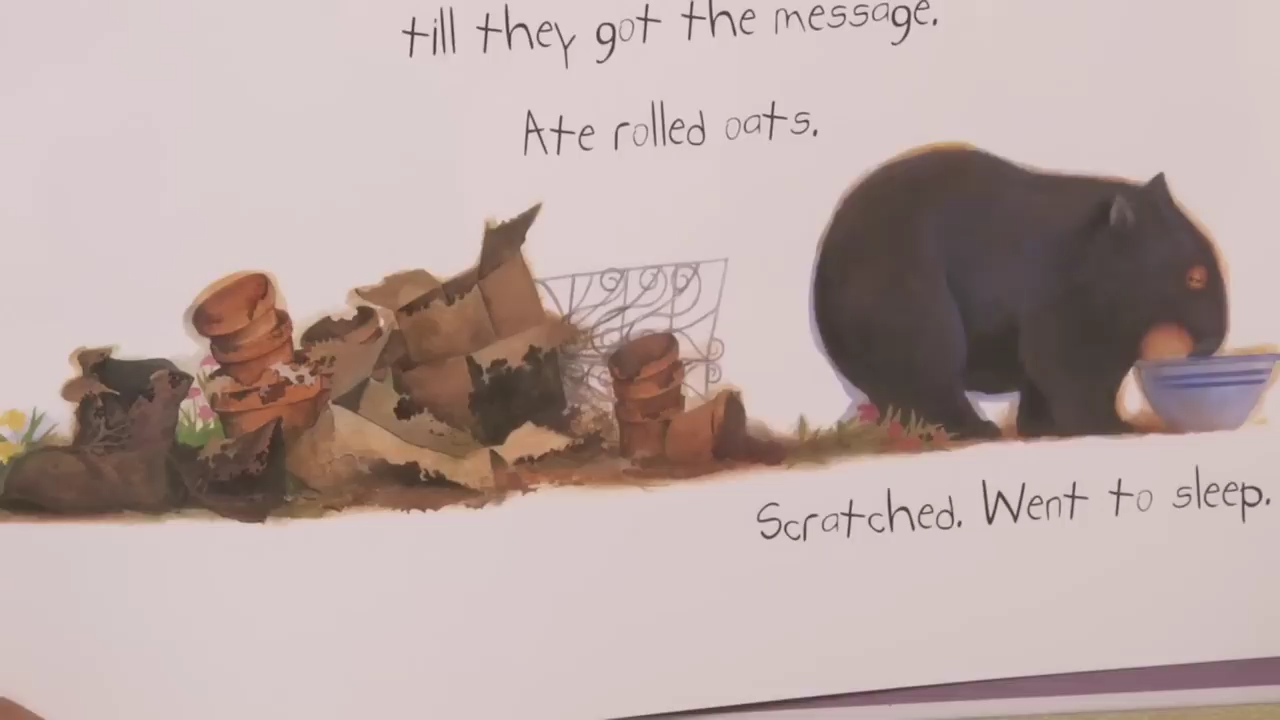 till they got the message.
Ate rolled oats.
Scratched. Went to sleep.